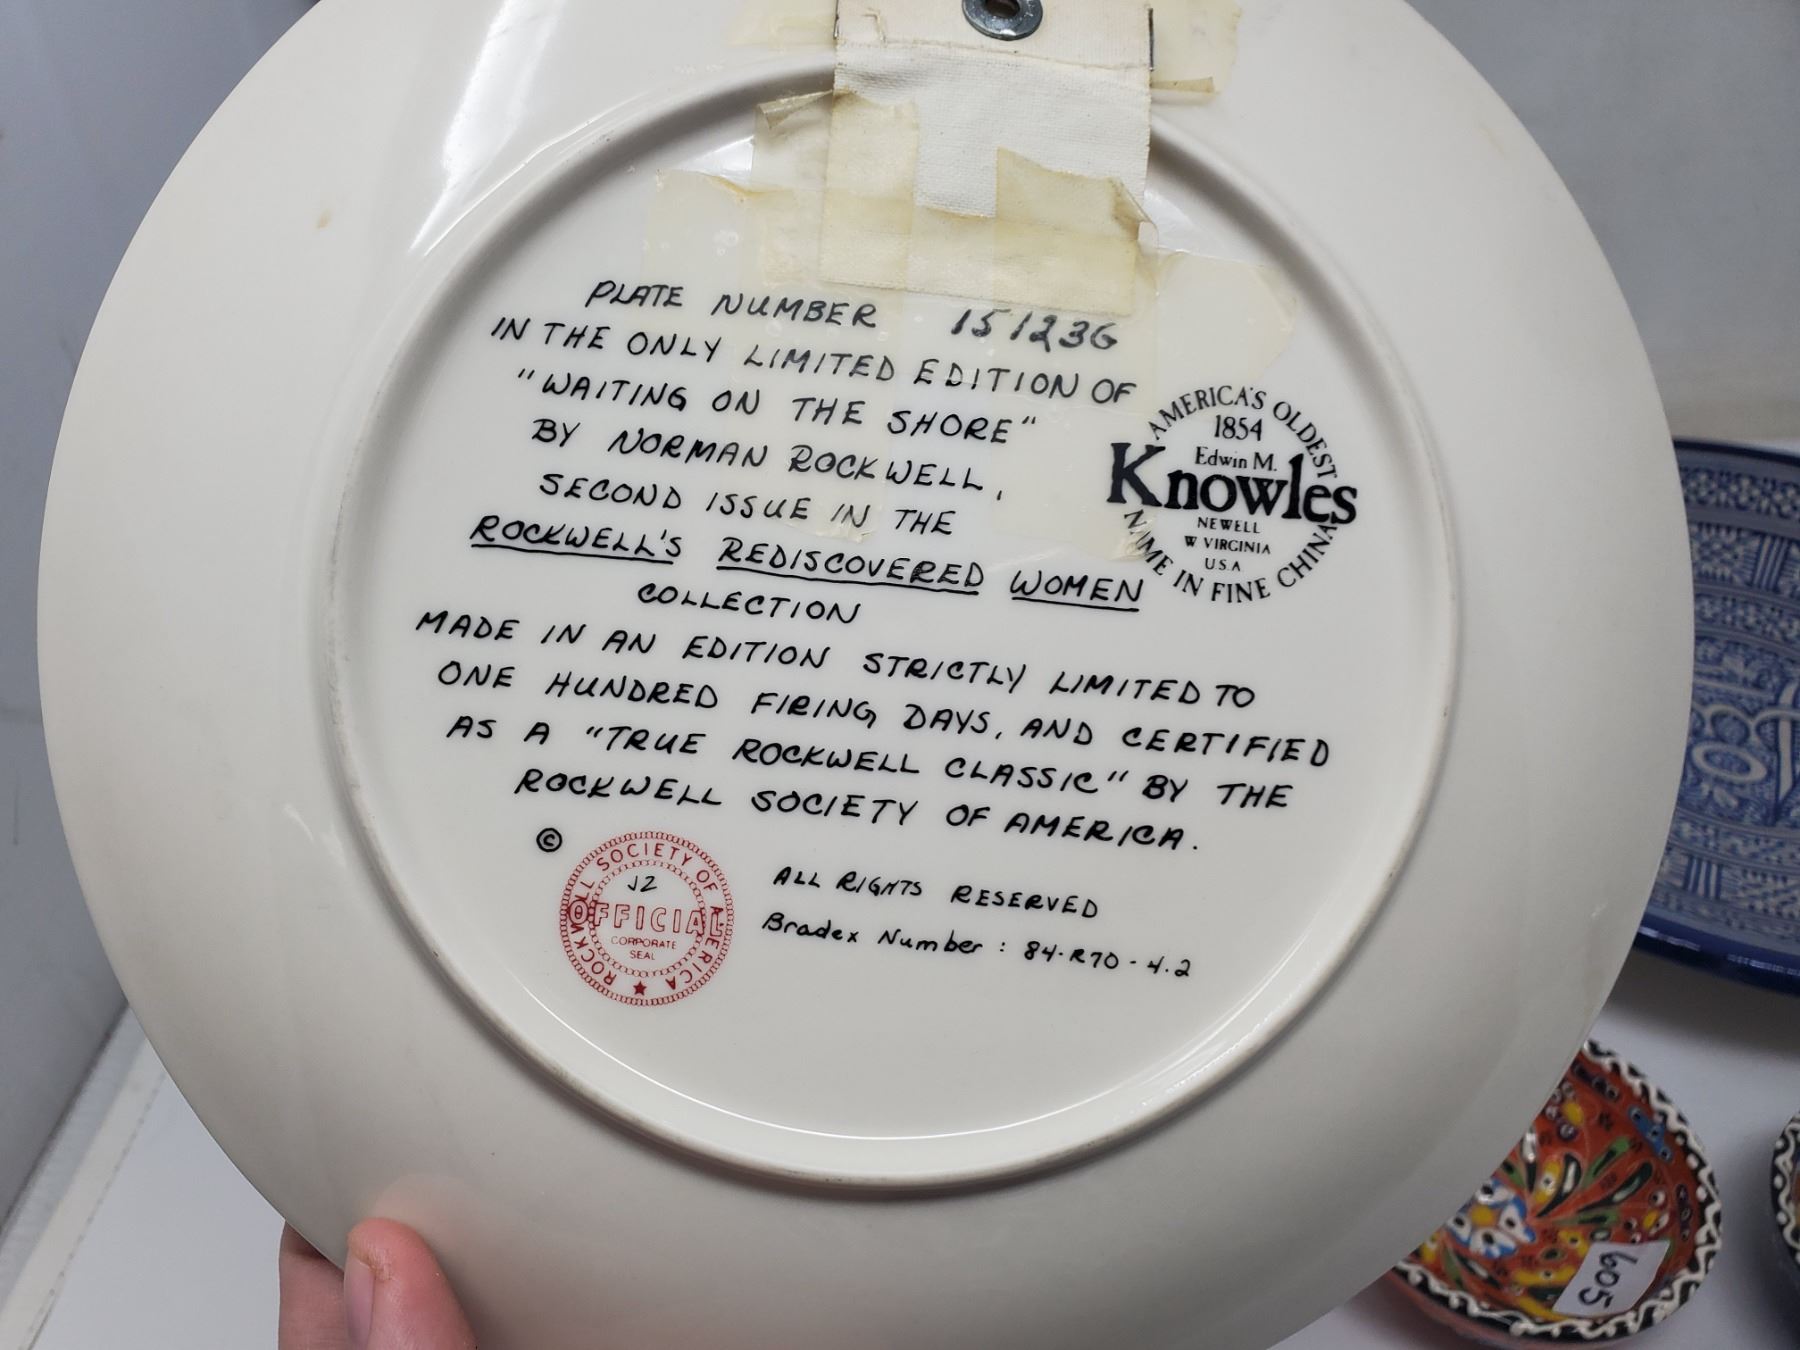 PLATE NUMBER 15123G
IN THE ONLY LIMITED EDITION OF
"WAITING ON THE SHORE"
BY NORMAN ROCKWELL,
SECOND ISSUE IN THE
ROCKWELL'S REDISCOVERED WOMEN
COLLECTION
MADE IN AN EDITION STRICTLY LIMITED TO
ONE HUNDRED FIRING DAYS, AND CERTIFIED
AS A "TRUE ROCKWELL CLASSIC" BY THE
ROCKWELL SOCIETY OF AMERICA.
AMERICA'S OLDEST
1854
Edwin M.
Knowles
NEWELL
W VIRGINIA
U.S.A
NAME IN FINE CHINA
©
ROCKWELL SOCIETY OF AMERICA
JZ
OFFICIAL
CORPORATE
SEAL
ALL RIGHTS RESERVED
Bradex Number : 84-R70-4.2
605